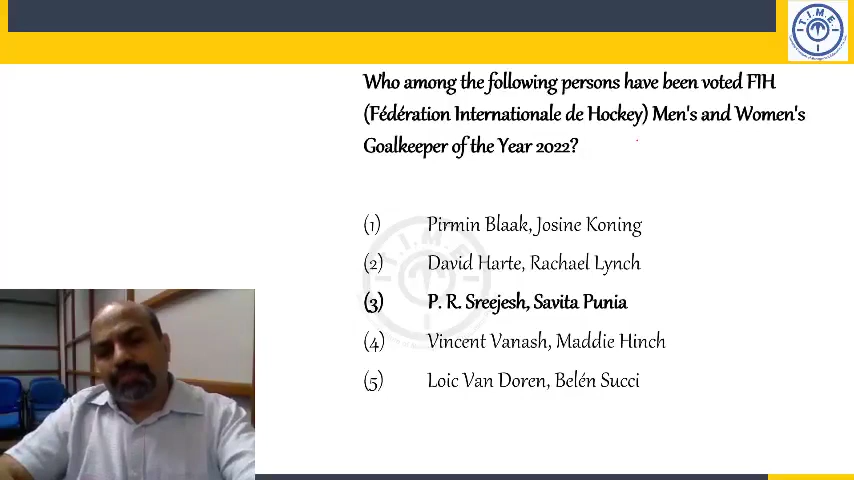 T.I.M.E.
Who among the following persons have been voted FIH
(Fédération Internationale de Hockey) Men's and Women's
Goalkeeper of the Year 2022?
(1) Pirmin Blaak, Josine Koning
(2) David Harte, Rachael Lynch
(3) P. R. Sreejesh, Savita Punia
(4) Vincent Vanash, Maddie Hinch
(5) Loic Van Doren, Belén Succi